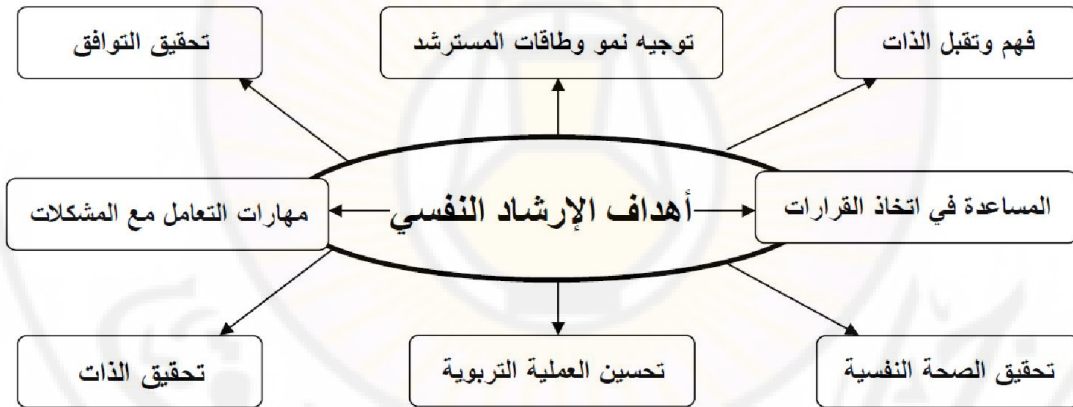 فهم وتقبل الذات
توجيه نمو وطاقات المسترشد
تحقيق التوافق
المساعدة في اتخاذ القرارات
أهداف الإرشاد النفسي
مهارات التعامل مع المشكلات
تحقيق الصحة النفسية
تحسين العملية التربوية
تحقيق الذات